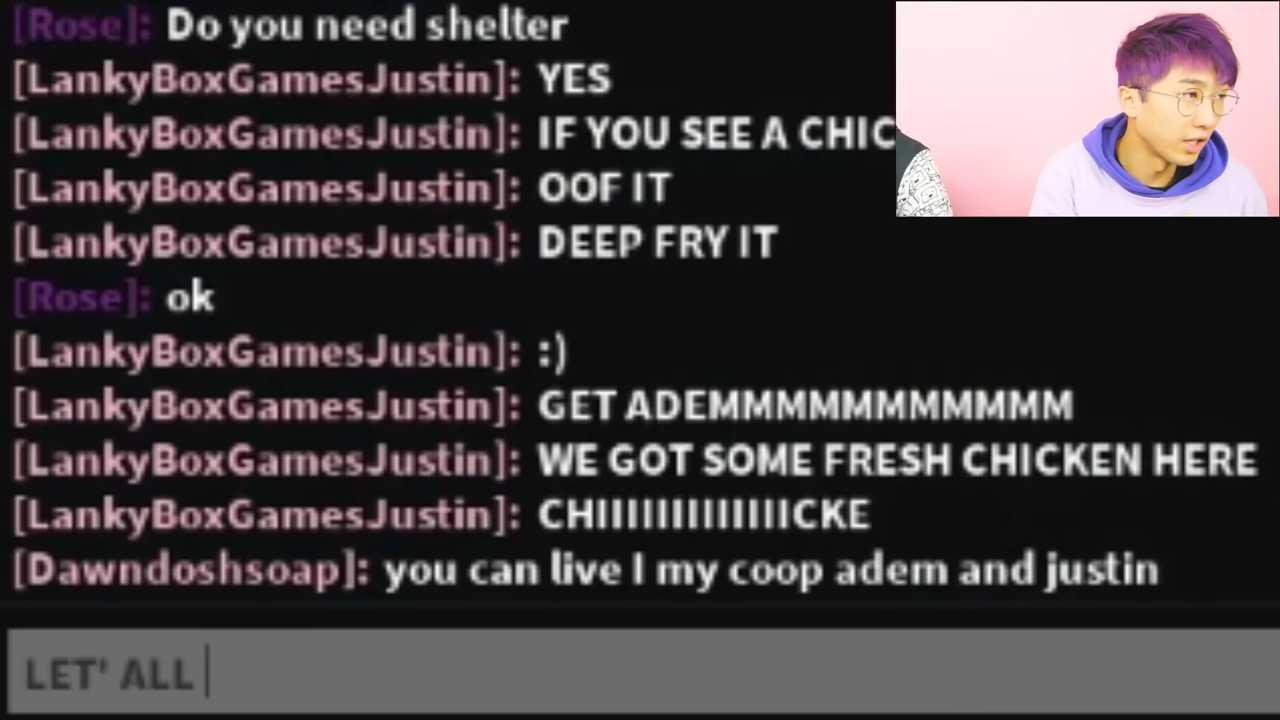 [Rose]: Do you need shelter
[LankyBoxGamesJustin]: YES
[LankyBoxGamesJustin]: IF YOU SEE A CHIC
[LankyBoxGamesJustin]: OOF IT
[LankyBoxGamesJustin]: DEEP FRY IT
[Rose]: ok
[LankyBoxGamesJustin]: :)
[LankyBoxGamesJustin]: GET ADEMMMMMMMMMMM
[LankyBoxGamesJustin]: WE GOT SOME FRESH CHICKEN HERE
[LankyBoxGamesJustin]: CHIIIIIIIIIIIIIICKE
[Dawndoshsoap]: you can live I my coop adem and justin
LET' ALL